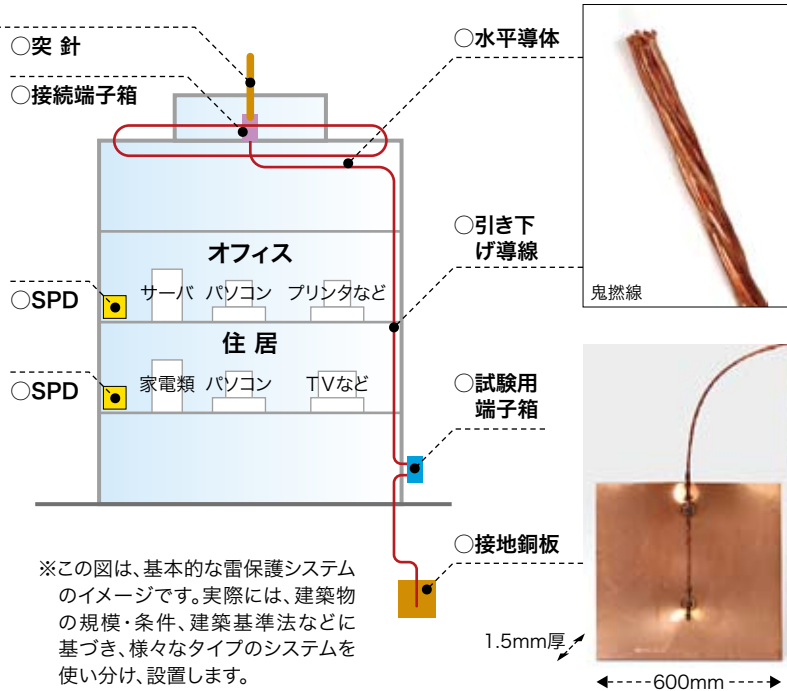 ○突 針
○接続端子箱
○水平導体
鬼撚線
○引き下
げ導線
オフィス
○SPD
サーバ パソコン プリンタなど
住 居
○SPD
家電類 パソコン TVなど
○試験用
端子箱
○接地銅板
※この図は、基本的な雷保護システム
のイメージです。実際には、建築物
の規模・条件、建築基準法などに
基づき、様々なタイプのシステムを
使い分け、設置します。
1.5mm厚
600mm